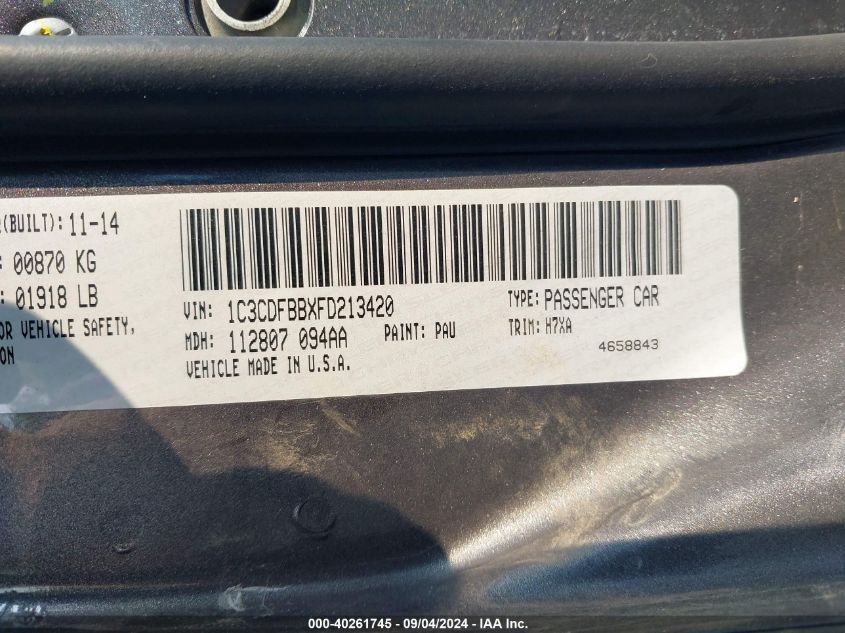 (BUILT): 11-14
: 00870 KG
: 01918 LB
OR VEHICLE SAFETY,
ON
VIN: 1C3CDFBBXFD213420
TYPE: PASSENGER CAR
MDH: 112807 094AA
PAINT: PAU
TRIM: H7XA
VEHICLE MADE IN U.S.A.
4658843
000-40261745 - 09/04/2024 - IAA Inc.